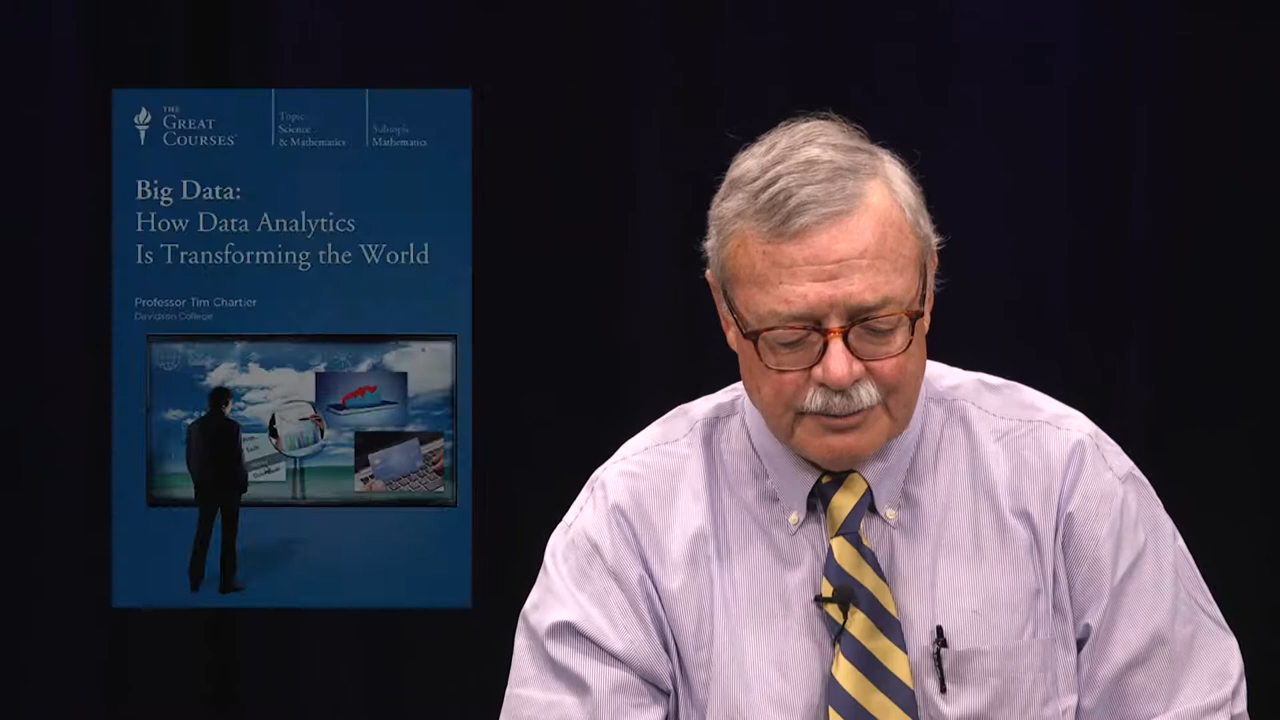 THE
GREAT
COURSES
Topic
Science
& Mathematics
Subtopic
Mathematics
Big Data:
How Data Analytics
Is Transforming the World
Professor Tim Chartier
Davidson College